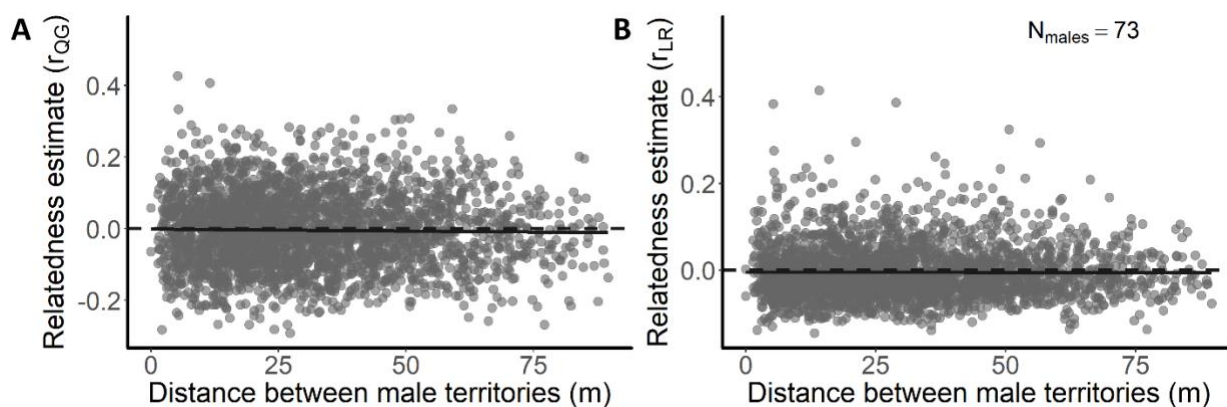 A
Relatedness estimate (rQG)
0.4
0.2
0.0
-0.2
0
25
50
75
Distance between male territories (m)
B
Nmales = 73
Relatedness estimate (rLR)
0.4
0.2
0.0
0
25
50
75
Distance between male territories (m)